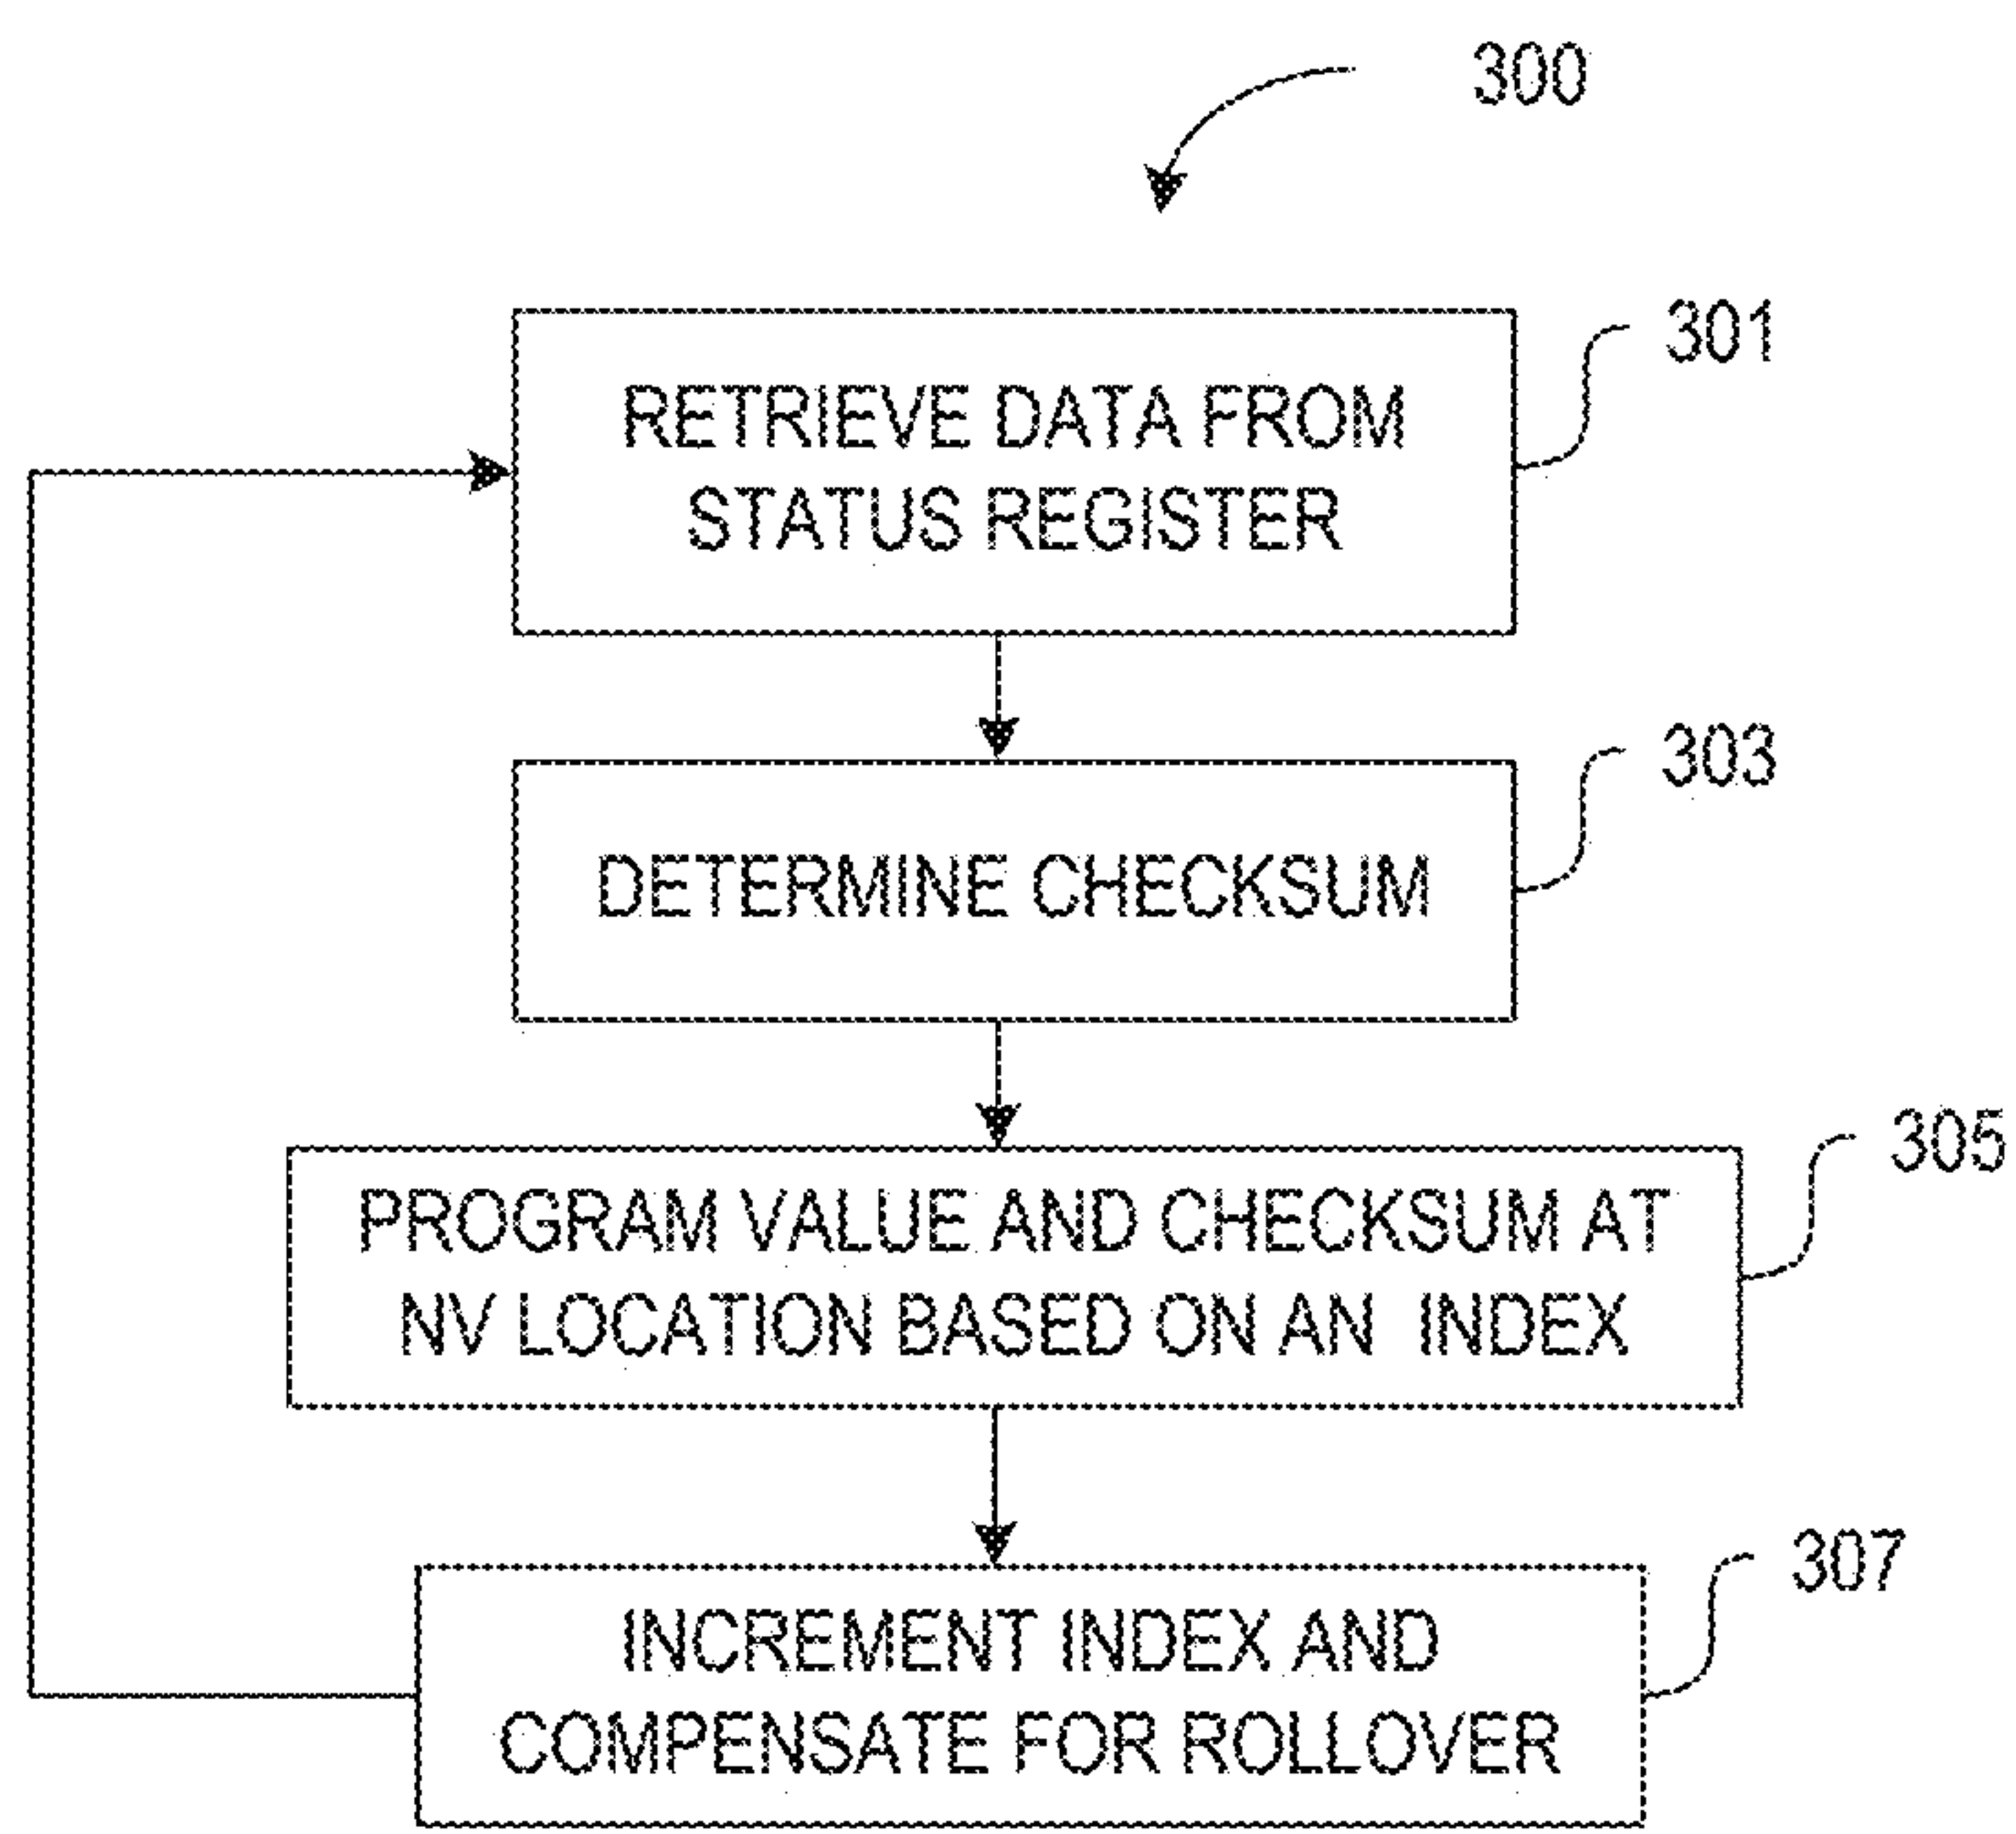 300
301
RETRIEVE DATA FROM
STATUS REGISTER
303
DETERMINE CHECKSUM
305
PROGRAM VALUE AND CHECKSUM AT
NV LOCATION BASED ON AN INDEX
307
INCREMENT INDEX AND
COMPENSATE FOR ROLLOVER